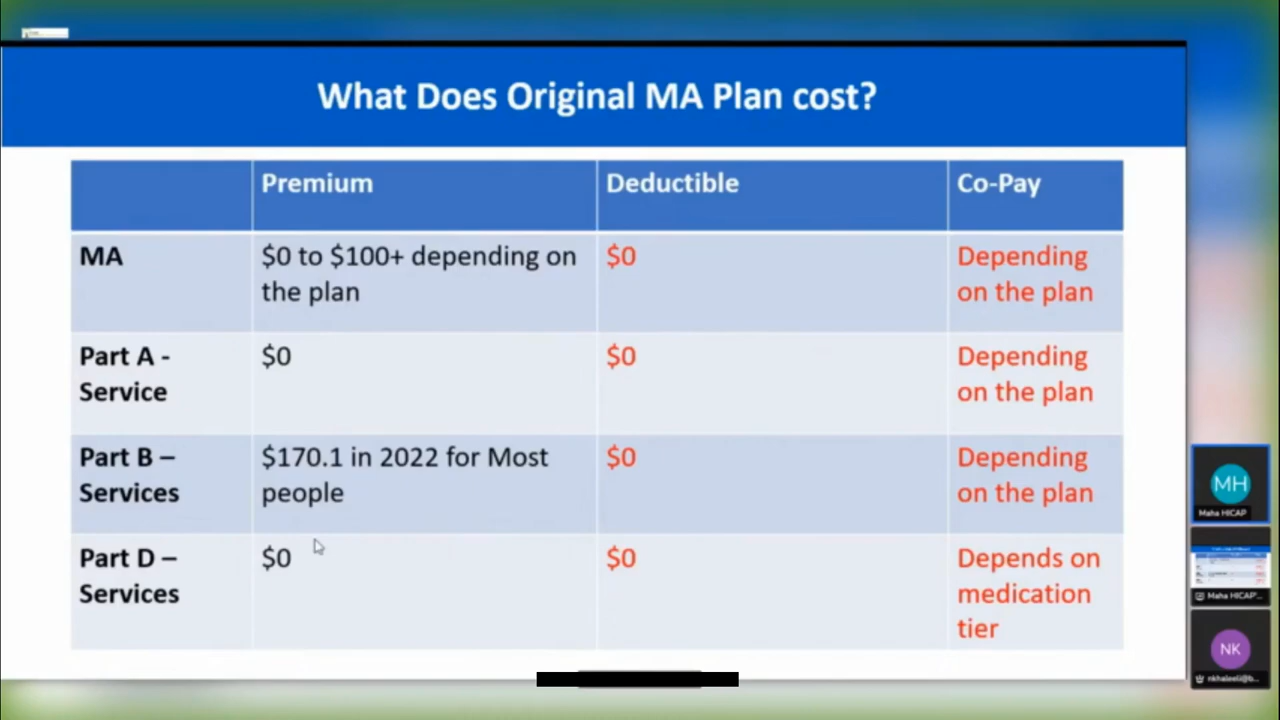 What Does Original MA Plan cost?
Premium
Deductible
Co-Pay
MA
$0 to $100+ depending on
the plan
$0
Depending
on the plan
Part A -
Service
$0
$0
Depending
on the plan
Part B –
Services
$170.1 in 2022 for Most
people
$0
Depending
on the plan
Part D –
Services
$0
$0
Depends on
medication
tier
MH
Maha HICAP
Maha HICAP'...
NK
nkhaleeli@b...